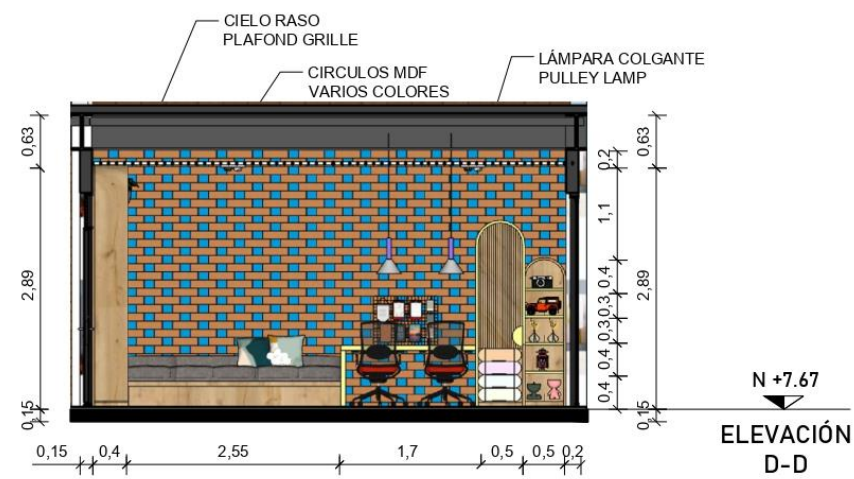 CIELO RASO
PLAFOND GRILLE
CIRCULOS MDF
VARIOS COLORES
LÁMPARA COLGANTE
PULLEY LAMP
0,63
2,89
0,15
0,2
1,1
0,4
0,3
0,3
0,4
0,4
0,63
2,89
0,15
N +7.67
ELEVACIÓN
D-D
0,15 0,4 2,55 1,7 0,5 0,5 0,2